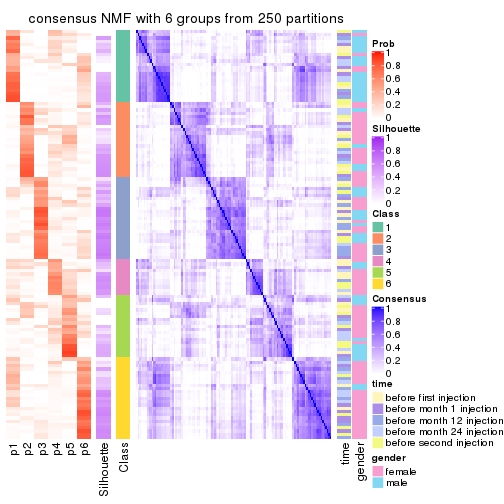 consensus NMF with 6 groups from 250 partitions
Prob
1
0.8
0.6
0.4
0.2
0
Silhouette
1
0.8
0.6
0.4
0.2
0
Class
1
2
3
4
5
6
Consensus
1
0.8
0.6
0.4
0.2
0
time
before first injection
before month 1 injection
before month 12 injection
before month 24 injection
before second injection
gender
female
male
p1
p2
p3
p4
p5
p6
Silhouette
Class
time
gender